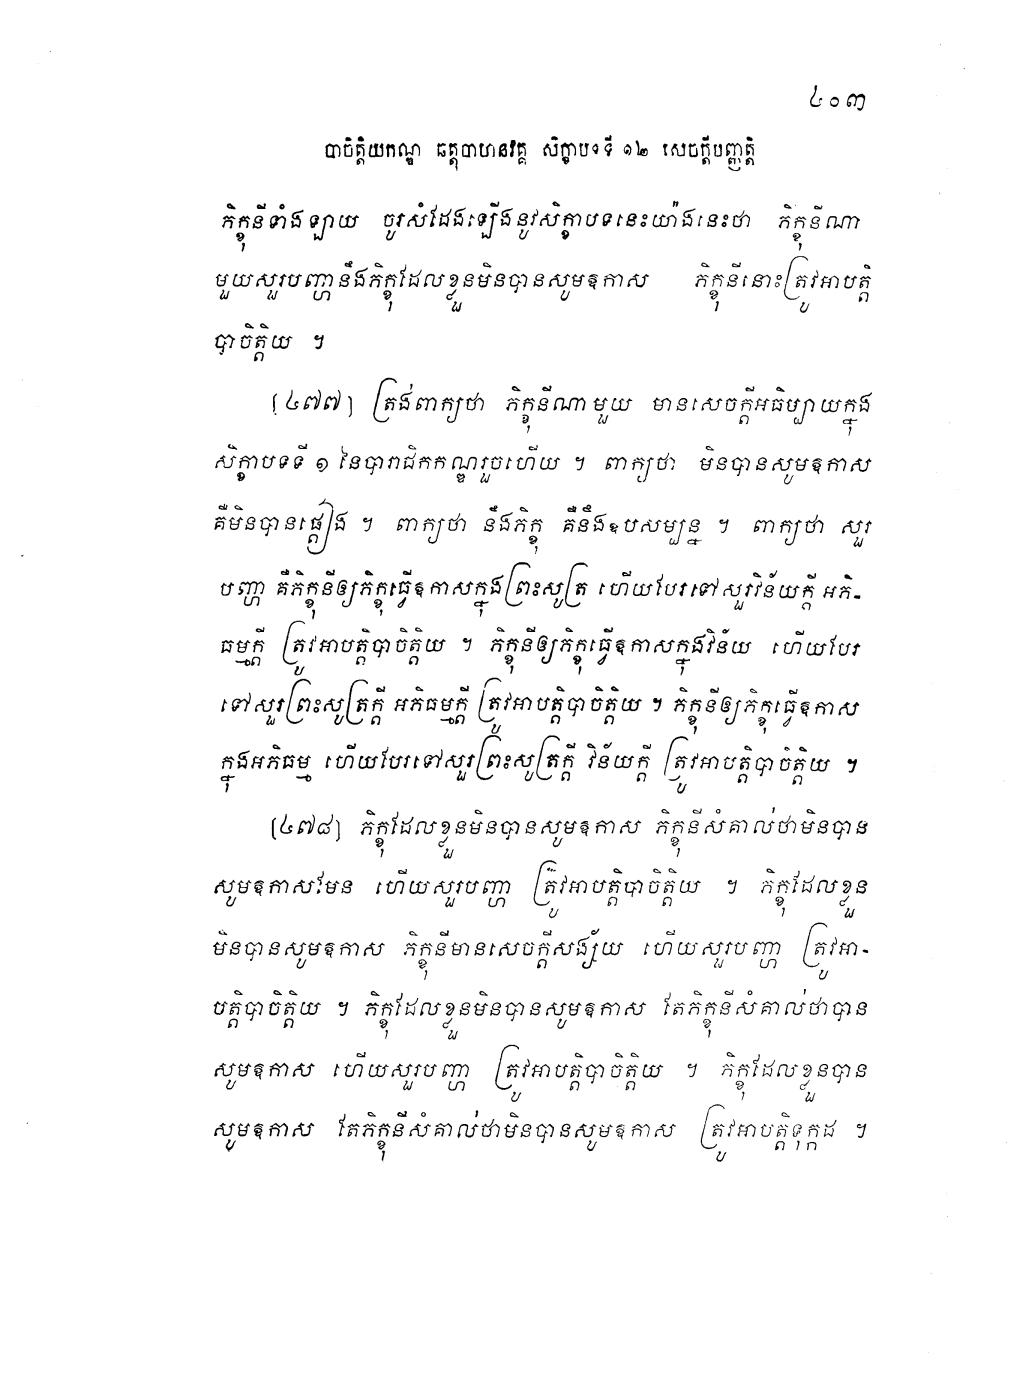 ៤០៣
បាចិត្តិយកណ្ឌ ឆត្តុបាហនវគ្គ សិក្ខាបទទី ១២ សេចក្តីបញ្ញត្តិ
ភិក្ខុនីទាំងឡាយ ចូរសំដែងឡើងនូវសិក្ខាបទនេះយ៉ាងនេះថា ភិក្ខុនីណា
មួយសួរបញ្ហានឹងភិក្ខុដែលខ្លួនមិនបានសូមឱកាស ភិក្ខុនីនោះត្រូវអាបត្តិ
បាចិត្តិយ ។
[៤៧៧] ត្រង់ពាក្យថា ភិក្ខុនីណាមួយ មានសេចក្តីអធិប្បាយក្នុង
សិក្ខាបទទី ១ នៃបារាជិកកណ្ឌរួចហើយ ។ ពាក្យថា មិនបានសូមឱកាស
គឺមិនបានផ្តៀង ។ ពាក្យថា នឹងភិក្ខុ គឺនឹងឧបសម្បន្ន ។ ពាក្យថា សួរ
បញ្ហា គឺភិក្ខុនីឲ្យភិក្ខុធ្វើឱកាសក្នុងព្រះសូត្រ ហើយបែរទៅសួរវិន័យក្តី អភិ-
ធម្មក្តី ត្រូវអាបត្តិបាចិត្តិយ ។ ភិក្ខុនីឲ្យភិក្ខុធ្វើឱកាសក្នុងវិន័យ ហើយបែរ
ទៅសួរព្រះសូត្រក្តី អភិធម្មក្តី ត្រូវអាបត្តិបាចិត្តិយ ។ ភិក្ខុនីឲ្យភិក្ខុធ្វើឱកាស
ក្នុងអភិធម្ម ហើយបែរទៅសួរព្រះសូត្រក្តី វិន័យក្តី ត្រូវអាបត្តិបាចិត្តិយ ។
[៤៧៨] ភិក្ខុដែលខ្លួនមិនបានសូមឱកាស ភិក្ខុនីសំគាល់ថាមិនបាន
សូមឱកាសមែន ហើយសួរបញ្ហា ត្រូវអាបត្តិបាចិត្តិយ ។ ភិក្ខុដែលខ្លួន
មិនបានសូមឱកាស ភិក្ខុនីមានសេចក្តីសង្ស័យ ហើយសួរបញ្ហា ត្រូវអា-
បត្តិបាចិត្តិយ ។ ភិក្ខុដែលខ្លួនមិនបានសូមឱកាស តែភិក្ខុនីសំគាល់ថាបាន
សូមឱកាស ហើយសួរបញ្ហា ត្រូវអាបត្តិបាចិត្តិយ ។ ភិក្ខុដែលខ្លួនបាន
សូមឱកាស តែភិក្ខុនីសំគាល់ថាមិនបានសូមឱកាស ត្រូវអាបត្តិទុក្កដ ។